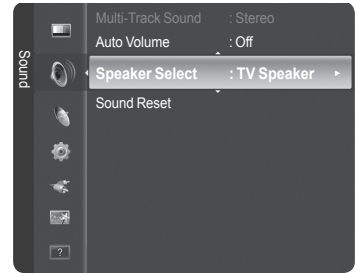 Sound
Multi-Track Sound : Stereo
Auto Volume : Off
Speaker Select : TV Speaker
Sound Reset
?